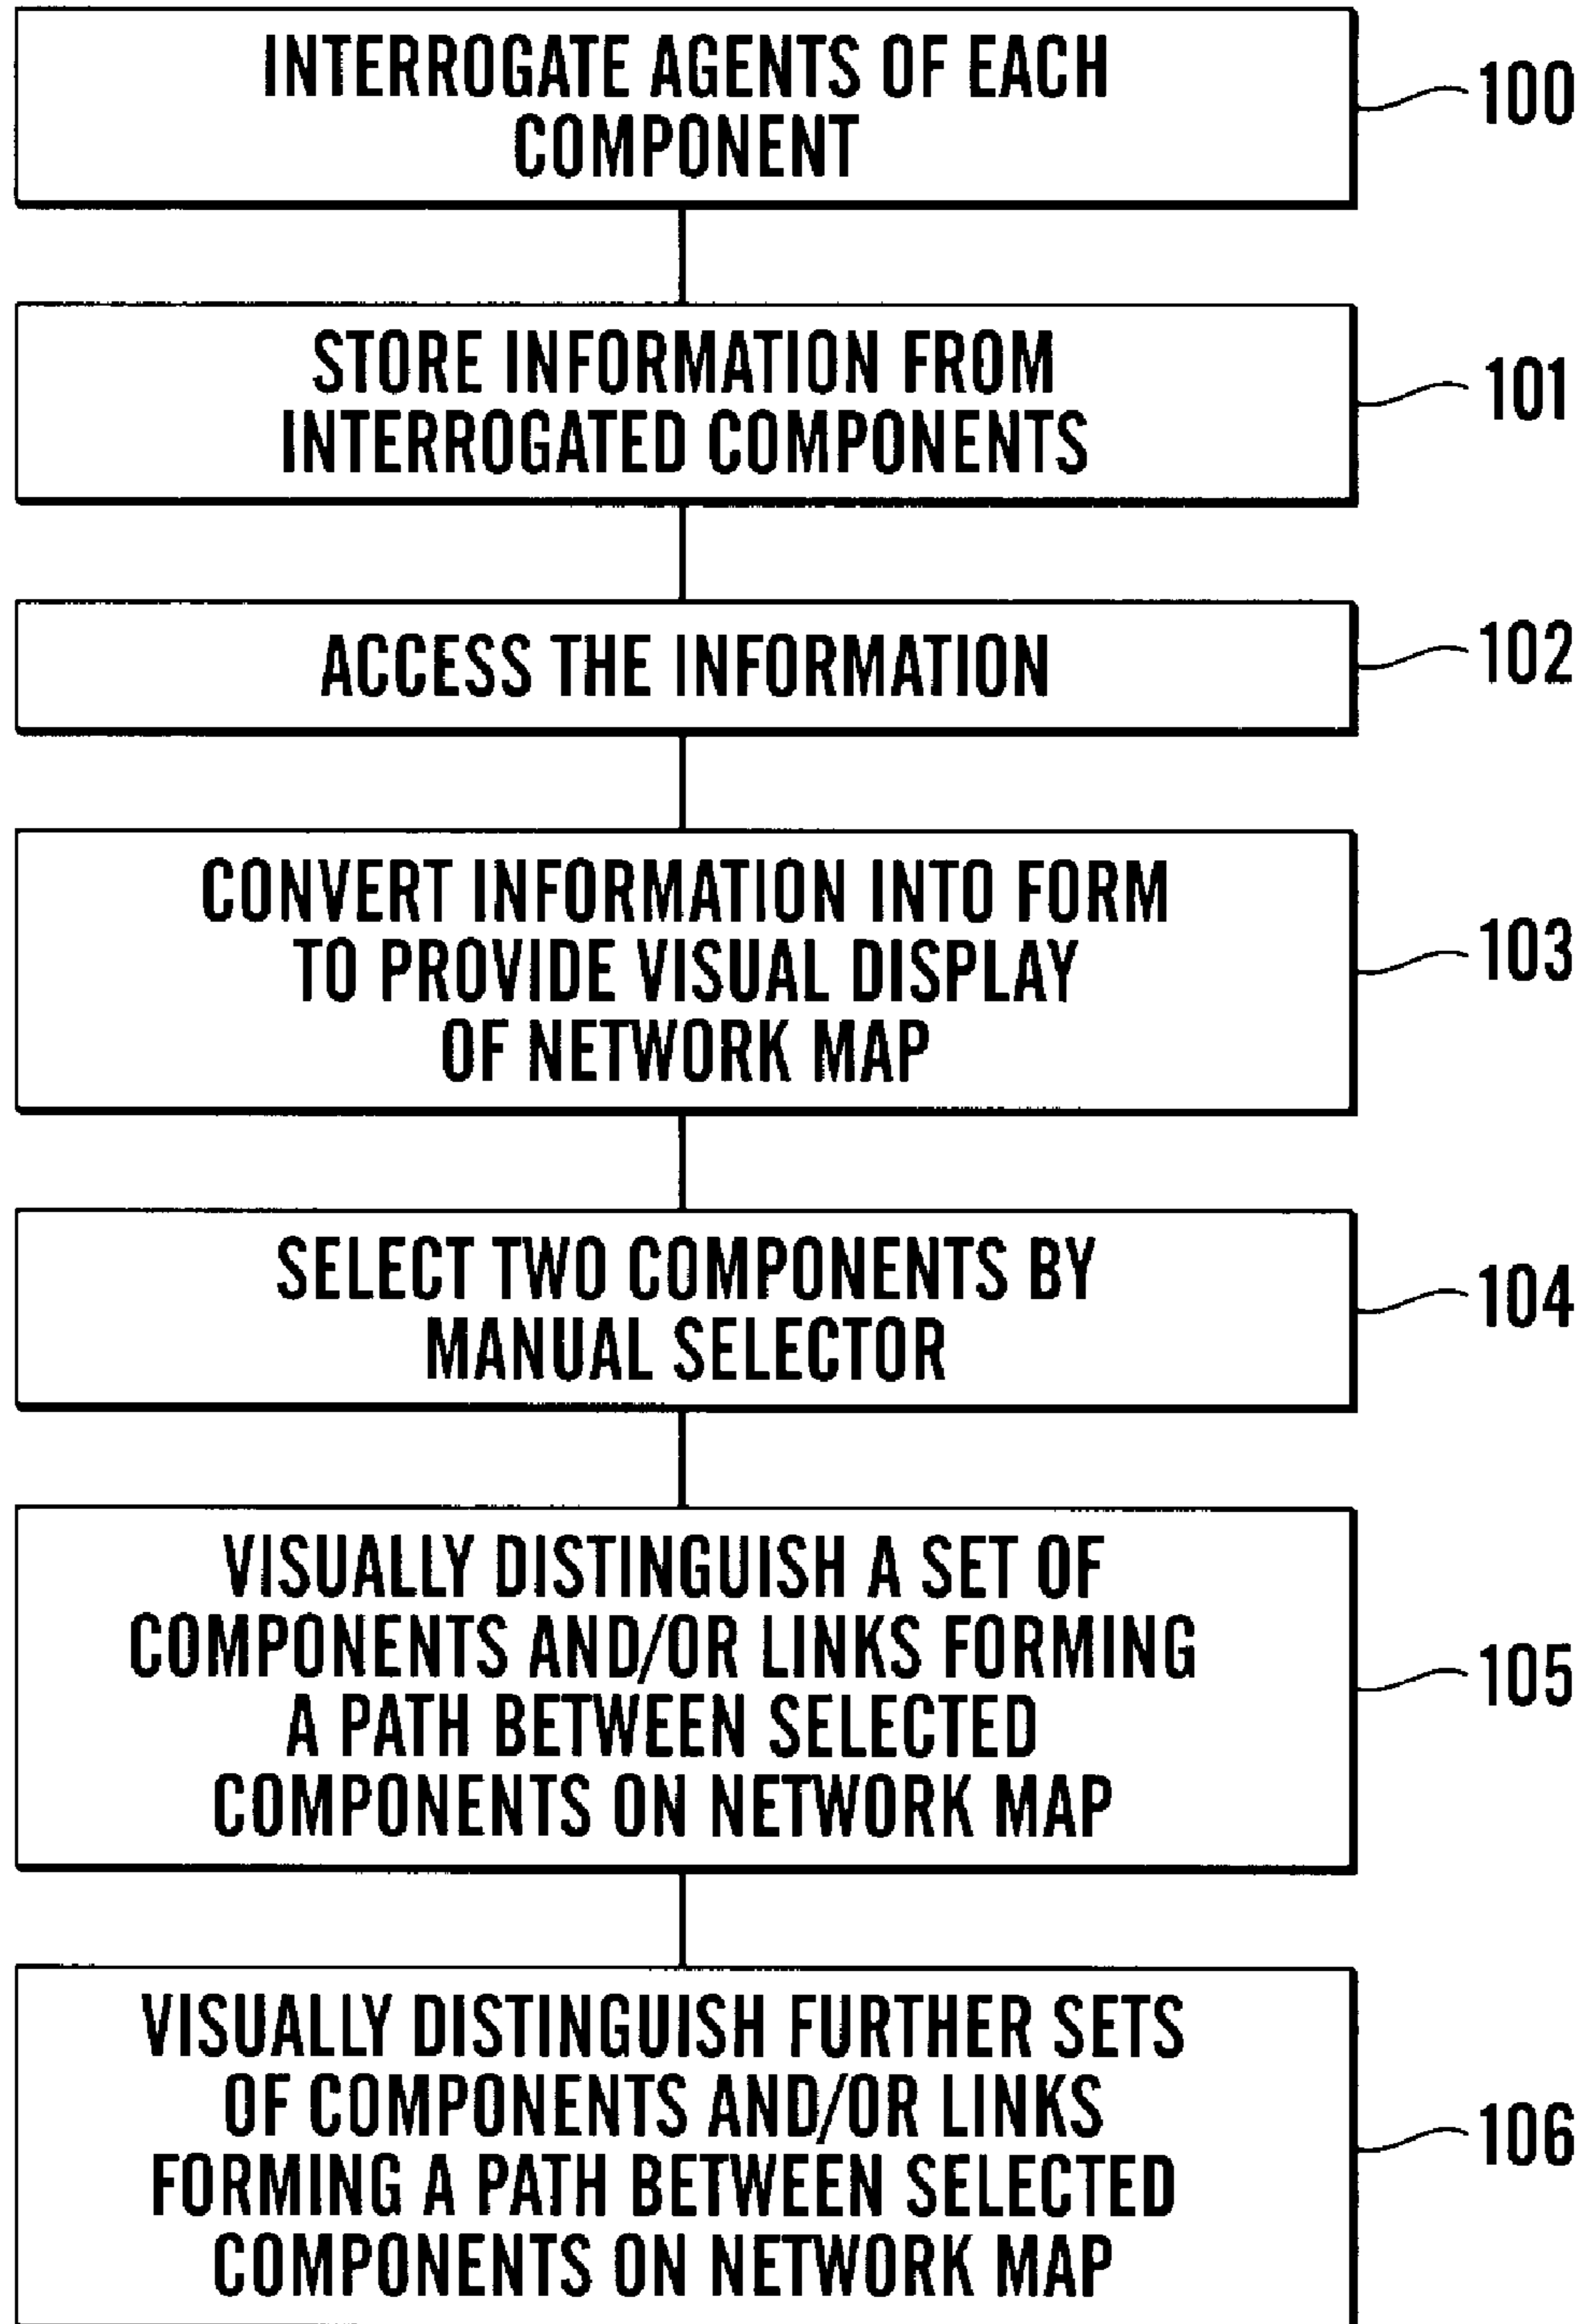 INTERROGATE AGENTS OF EACH
COMPONENT
100
STORE INFORMATION FROM
INTERROGATED COMPONENTS
101
ACCESS THE INFORMATION
102
CONVERT INFORMATION INTO FORM
TO PROVIDE VISUAL DISPLAY
OF NETWORK MAP
103
SELECT TWO COMPONENTS BY
MANUAL SELECTOR
104
VISUALLY DISTINGUISH A SET OF
COMPONENTS AND/OR LINKS FORMING
A PATH BETWEEN SELECTED
COMPONENTS ON NETWORK MAP
105
VISUALLY DISTINGUISH FURTHER SETS
OF COMPONENTS AND/OR LINKS
FORMING A PATH BETWEEN SELECTED
COMPONENTS ON NETWORK MAP
106